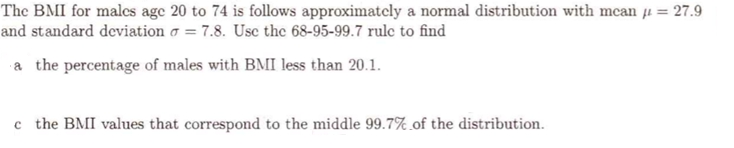 The BMI for males age 20 to 74 is follows approximately a normal distribution with mean μ = 27.9
and standard deviation σ = 7.8. Use the 68-95-99.7 rule to find
a the percentage of males with BMI less than 20.1.
c the BMI values that correspond to the middle 99.7% of the distribution.